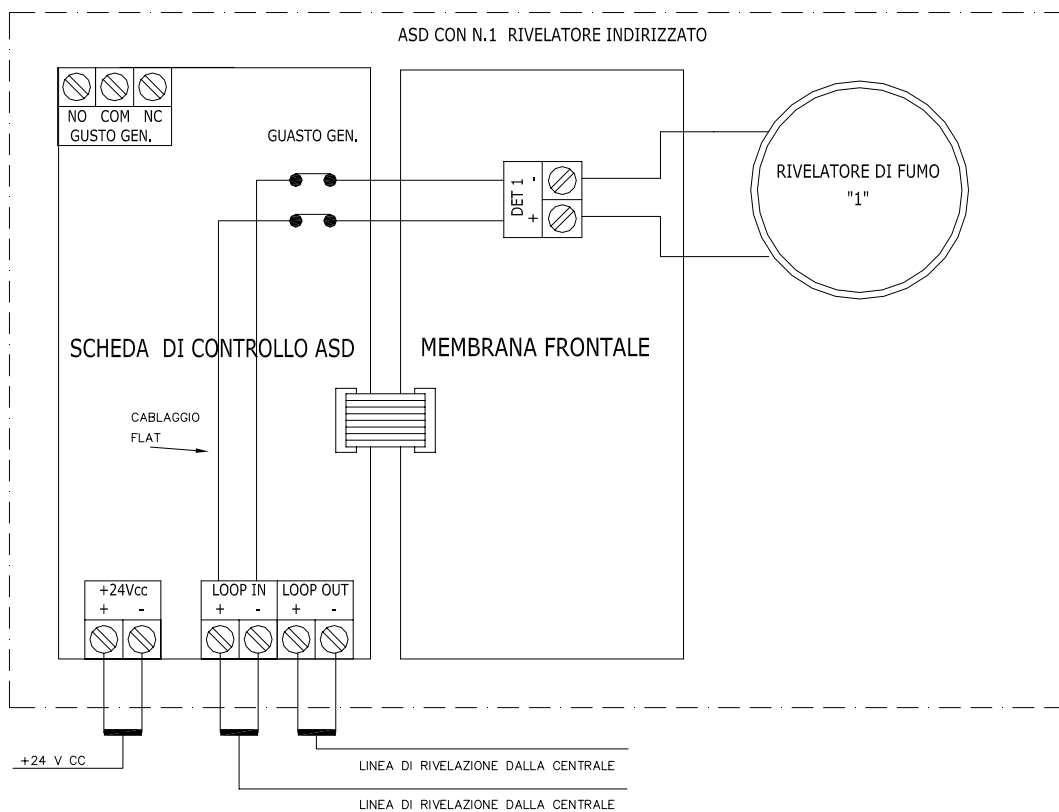 ASD CON N.1 RIVELATORE INDIRIZZATO
NO COM NC
GUSTO GEN.
GUASTO GEN.
DET 1
-
+
RIVELATORE DI FUMO
"1"
SCHEDA DI CONTROLLO ASD
MEMBRANA FRONTALE
CABLAGGIO
FLAT
+24Vcc
+ -
LOOP IN
+ -
LOOP OUT
+ -
+24 V CC
LINEA DI RIVELAZIONE DALLA CENTRALE
LINEA DI RIVELAZIONE DALLA CENTRALE